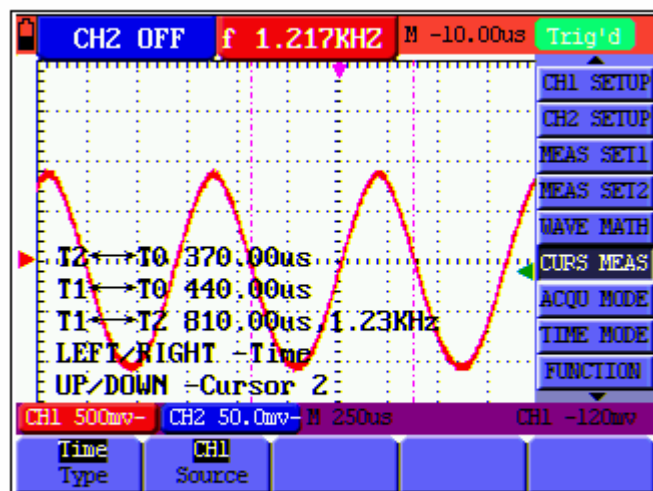 CH2 OFF f 1.217KHZ M -10.00us Trig'd
CH1 SETUP
CH2 SETUP
MEAS SET1
MEAS SET2
WAVE MATH
CURS MEAS
ACQU MODE
TIME MODE
FUNCTION
T2←→T0 370.00us
T1←→T0 440.00us
T1←→T2 810.00us,1.23KHz
LEFT/RIGHT -Time
UP/DOWN -Cursor 2
CH1 500mv- CH2 50.0mv- M 250us CH1 -120mv
Time CH1
Type Source